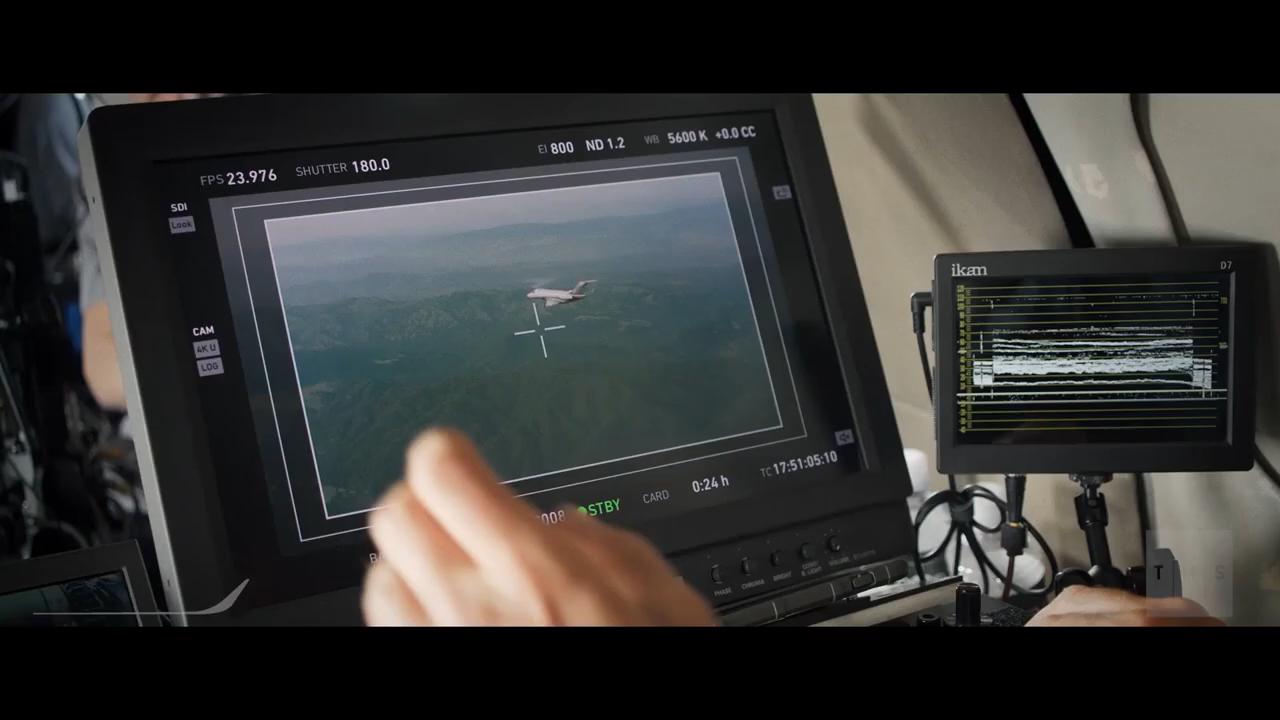 FPS 23.976 SHUTTER 180.0 EI 800 ND 1.2 WB 5600 K +0.0 CC
SDI
Look
CAM
4K U
LOG
STBY CARD 0:24 h TC 17:51:05:10
PHASE CHROMA BRIGHT VOLUME
ikan D7
T S